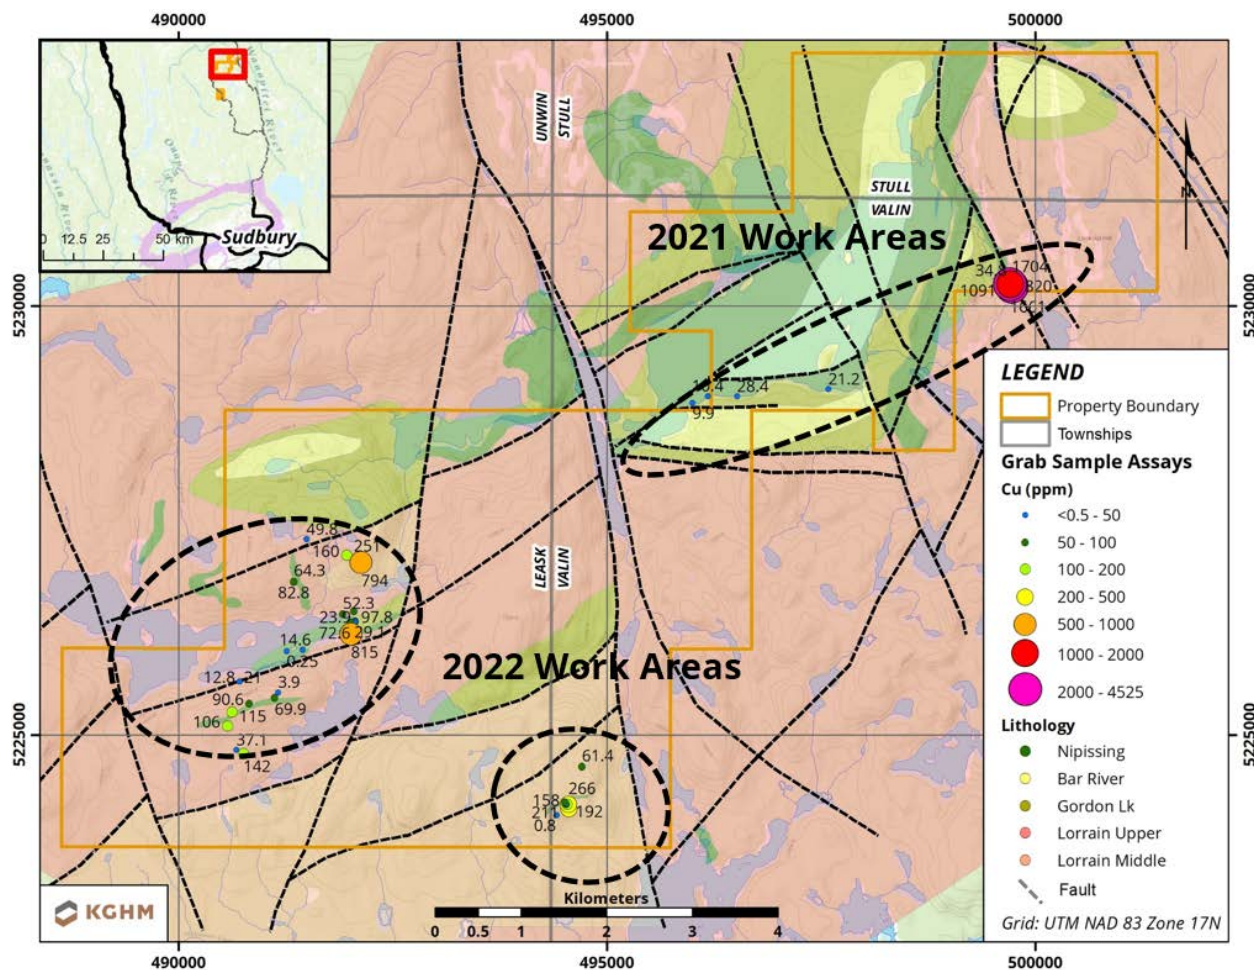 490000
495000
500000
5230000
5225000
5230000
5225000
490000
495000
500000
Wanapitei River
Sudbury
0 12.5 25 50 km
UNWIN
STULL
STULL
VALIN
LEASK
VALIN
N
2021 Work Areas
34.
1704
1091
820
28.4
21.2
9.9
2022 Work Areas
49.8
251
160
794
64.3
82.8
52.3
23.9
97.8
72.6
29.1
815
14.6
0.25
12.8
21
3.9
90.6
69.9
106
115
37.1
142
61.4
266
158
192
211
0.8
LEGEND
Property Boundary
Townships
Grab Sample Assays
Cu (ppm)
<0.5 - 50
50 - 100
100 - 200
200 - 500
500 - 1000
1000 - 2000
2000 - 4525
Lithology
Nipissing
Bar River
Gordon Lk
Lorrain Upper
Lorrain Middle
Fault
Grid: UTM NAD 83 Zone 17N
KGHM
Kilometers
0 0.5 1 2 3 4